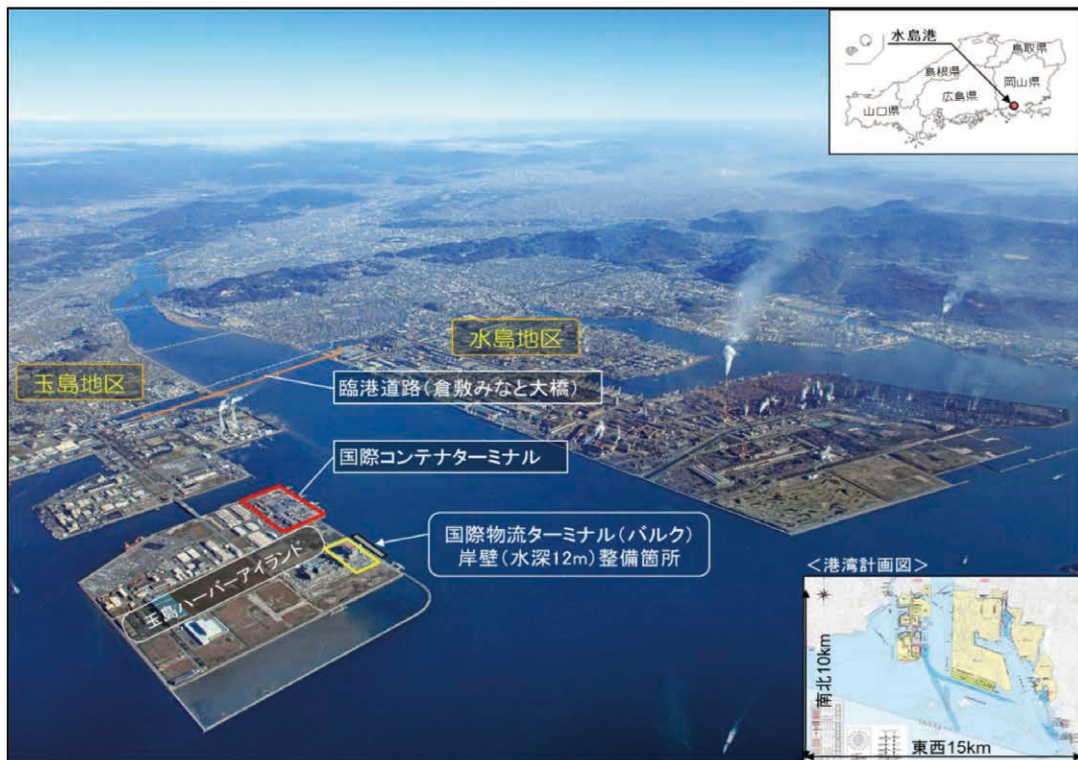 水島港
鳥取県
島根県
岡山県
広島県
山口県
水島地区
玉島地区
臨港道路(倉敷みなと大橋)
国際コンテナターミナル
国際物流ターミナル(バルク)
岸壁(水深12m)整備箇所
玉島ハーバーアイランド
<港湾計画図>
南北10km
東西15km